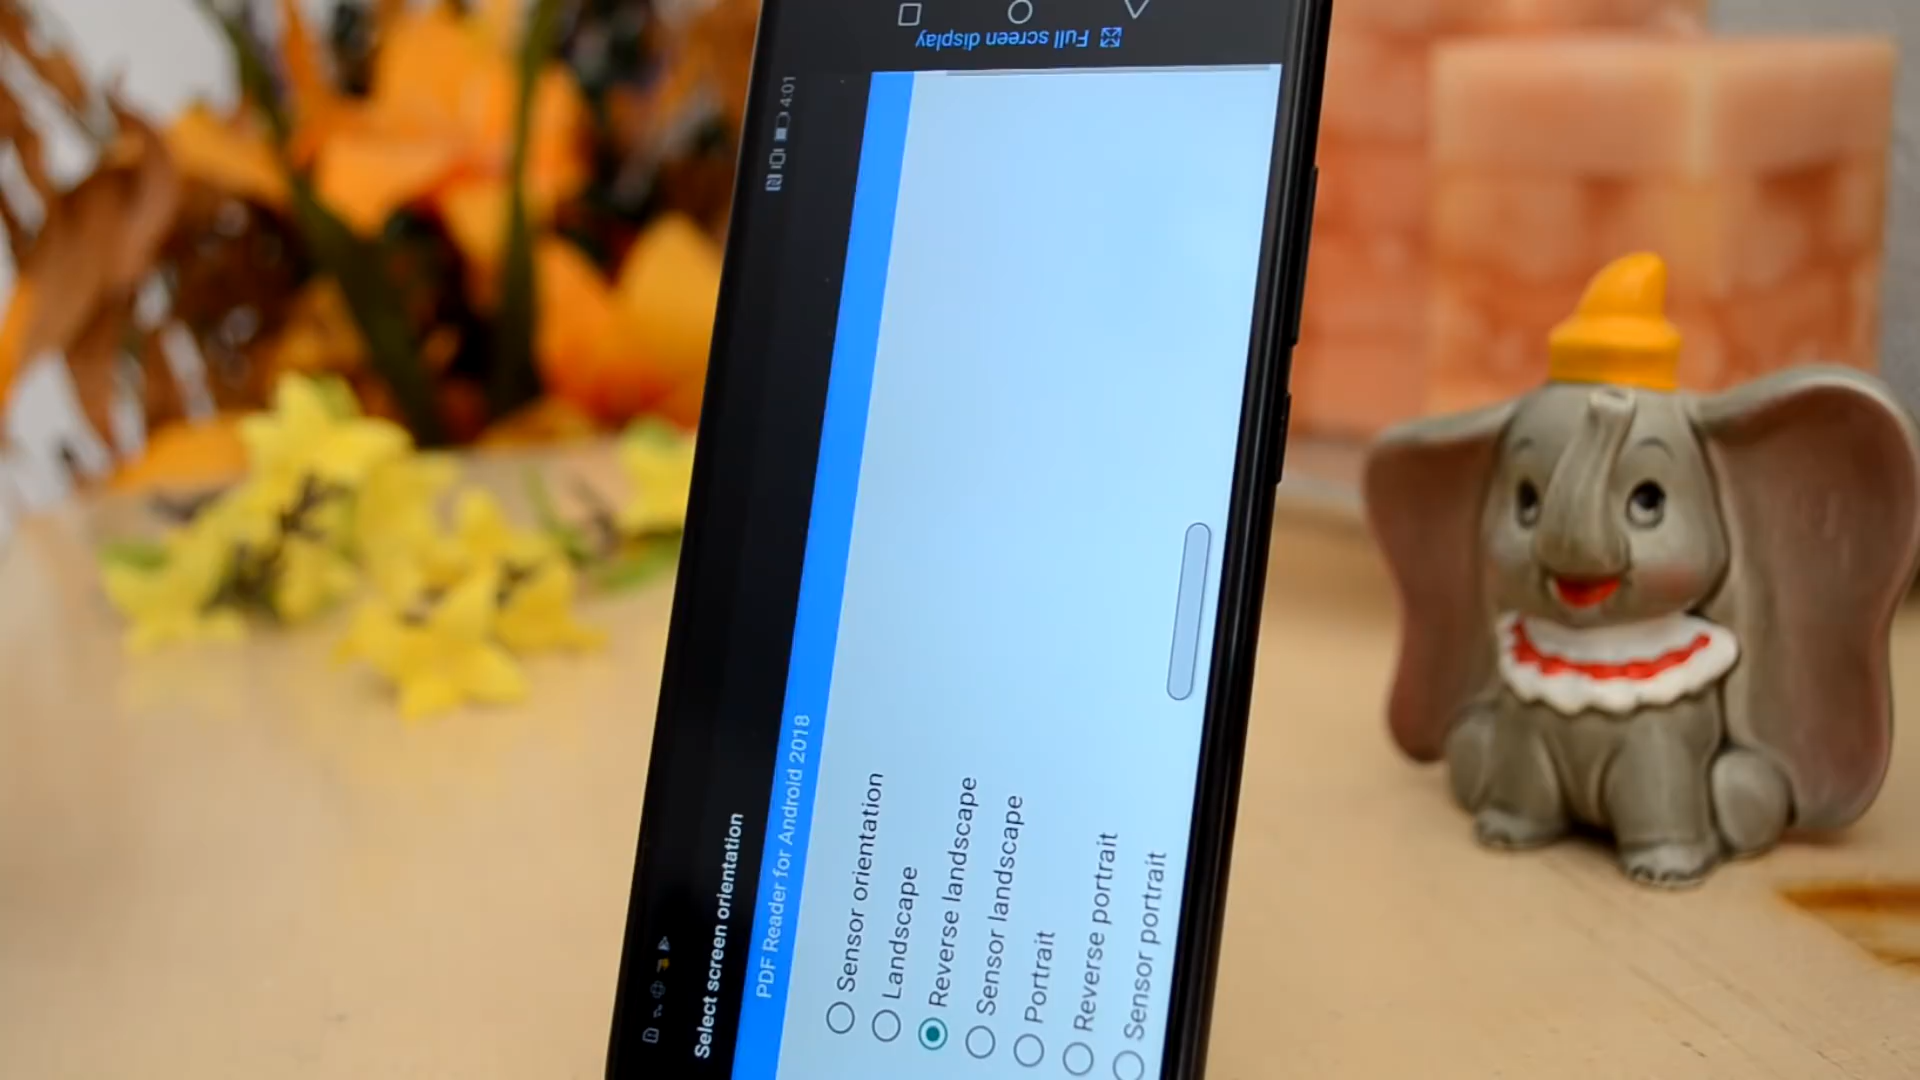 4:01
Select screen orientation
PDF Reader for Android 2018
Sensor orientation
Landscape
Reverse landscape
Sensor landscape
Portrait
Reverse portrait
Sensor portrait
Full screen display